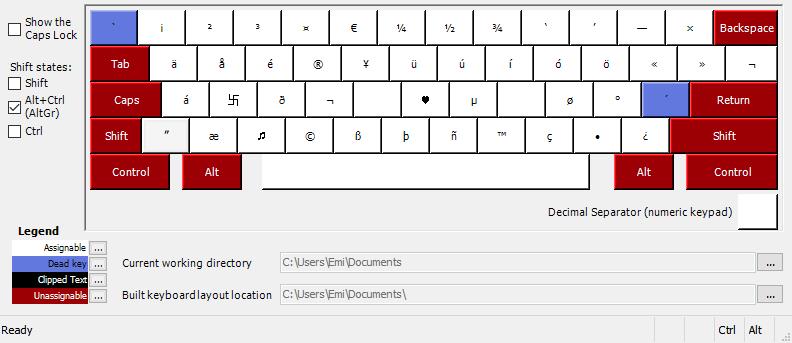 Show the
Caps Lock
Shift states:
Shift
Alt+Ctrl
(AltGr)
Ctrl
` ¡ ² ³ ¤ € ¼ ½ ¾ ‘ ’ — × Backspace
Tab ä å é ® ¥ ü ú í ó ö « » ¬
Caps á 卐 ð ¬ ♥ µ ø ° ´ Return
Shift ” æ ♫ © ß þ ñ ™ ç • ¿ Shift
Control Alt Alt Control
Decimal Separator (numeric keypad)
Legend
Assignable ...
Dead key ...
Clipped Text ...
Unassignable ...
Current working directory C:\Users\Emi\Documents ...
Built keyboard layout location C:\Users\Emi\Documents\ ...
Ready Ctrl Alt